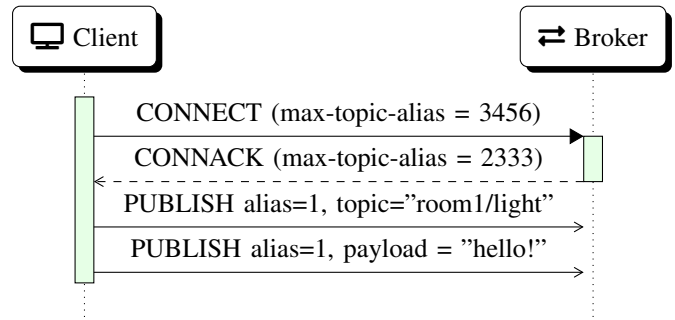 Client
Broker
CONNECT (max-topic-alias = 3456)
CONNACK (max-topic-alias = 2333)
PUBLISH alias=1, topic=”room1/light”
PUBLISH alias=1, payload = ”hello!”